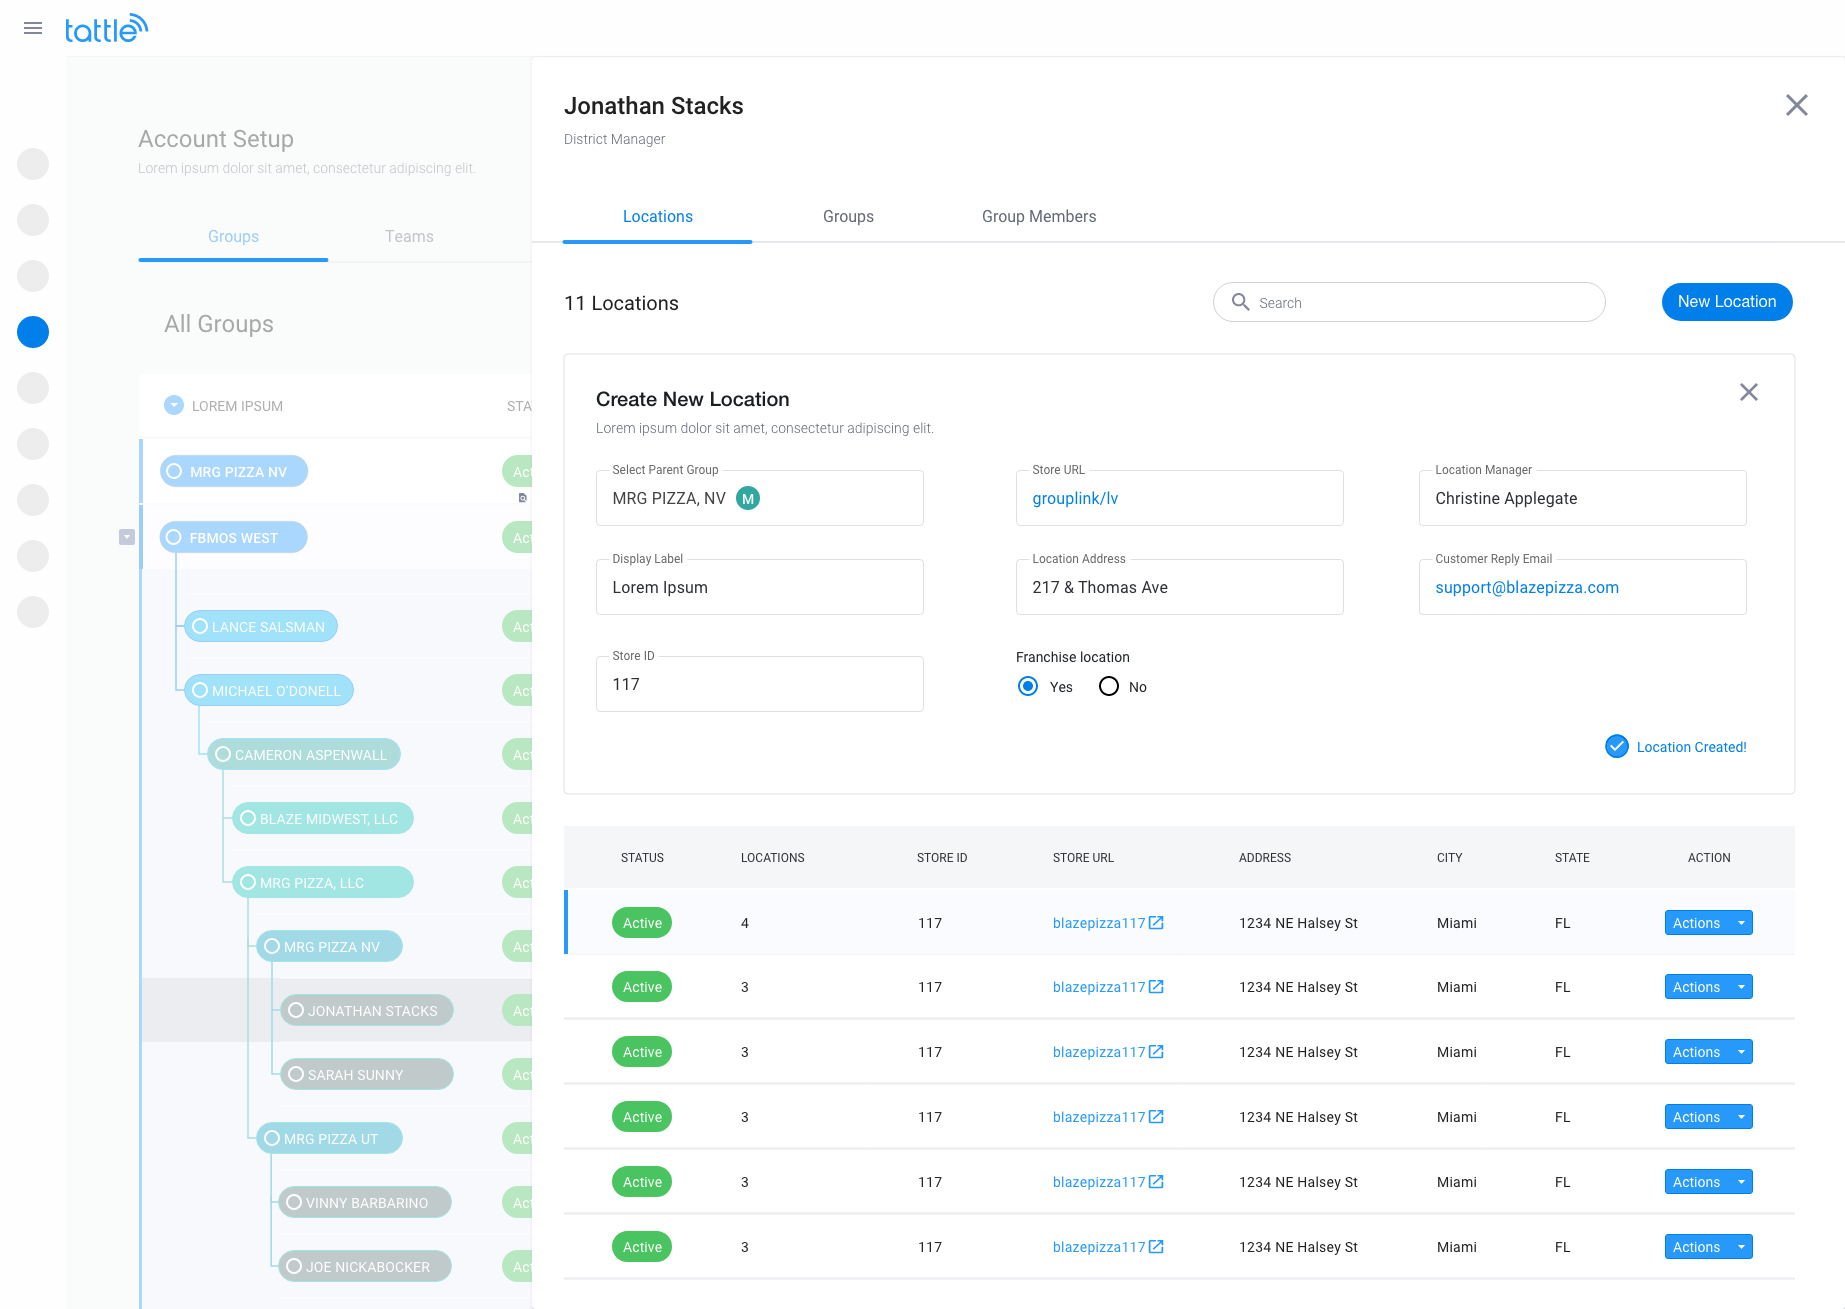 tattle
Account Setup
Lorem ipsum dolor sit amet, consectetur adipiscing elit.
Groups Teams
All Groups
LOREM IPSUM STA
MRG PIZZA NV Act
FBMOS WEST Act
LANCE SALSMAN Act
MICHAEL O'DONELL Act
CAMERON ASPENWALL Act
BLAZE MIDWEST, LLC Act
MRG PIZZA, LLC Act
MRG PIZZA NV Act
JONATHAN STACKS Act
SARAH SUNNY Act
MRG PIZZA UT Act
VINNY BARBARINO Act
JOE NICKABOCKER Act
Jonathan Stacks
District Manager
Locations Groups Group Members
11 Locations Search New Location
Create New Location
Lorem ipsum dolor sit amet, consectetur adipiscing elit.
Select Parent Group Store URL Location Manager
MRG PIZZA, NV M grouplink/lv Christine Applegate
Display Label Location Address Customer Reply Email
Lorem Ipsum 217 & Thomas Ave support@blazepizza.com
Store ID Franchise location
117 Yes No
Location Created!
STATUS LOCATIONS STORE ID STORE URL ADDRESS CITY STATE ACTION
Active 4 117 blazepizza117 1234 NE Halsey St Miami FL Actions
Active 3 117 blazepizza117 1234 NE Halsey St Miami FL Actions
Active 3 117 blazepizza117 1234 NE Halsey St Miami FL Actions
Active 3 117 blazepizza117 1234 NE Halsey St Miami FL Actions
Active 3 117 blazepizza117 1234 NE Halsey St Miami FL Actions
Active 3 117 blazepizza117 1234 NE Halsey St Miami FL Actions